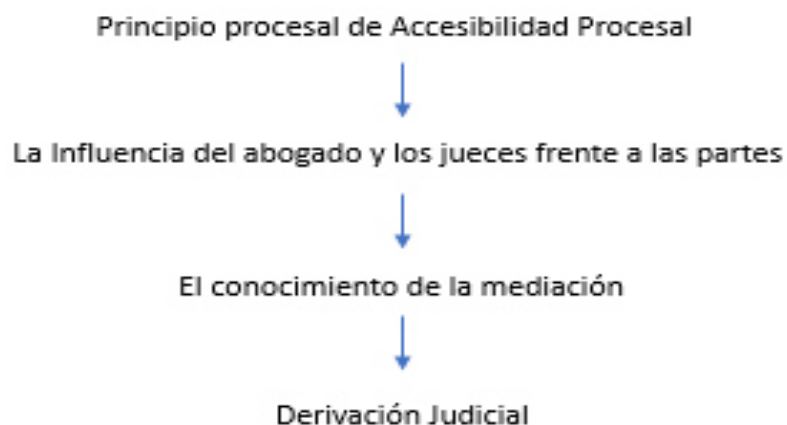 Principio procesal de Accesibilidad Procesal
La Influencia del abogado y los jueces frente a las partes
El conocimiento de la mediación
Derivación Judicial